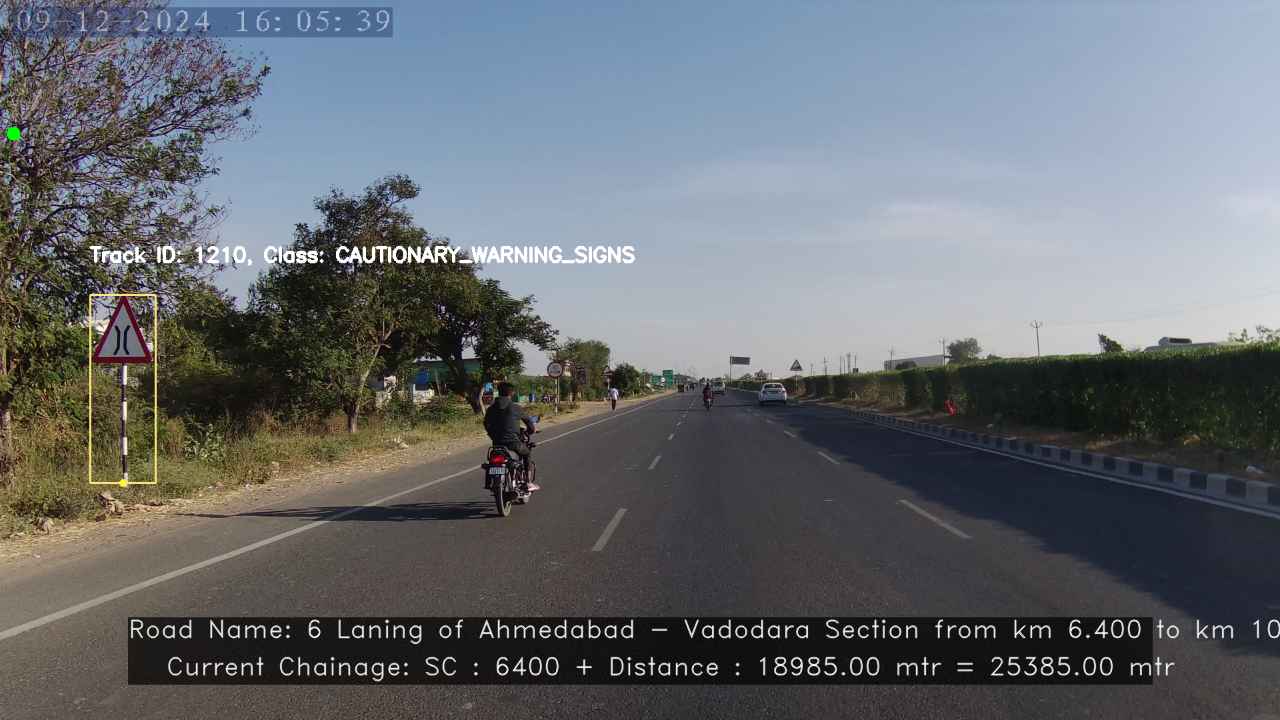 09-12-2024 16:05:39
Track ID: 1210, Class: CAUTIONARY_WARNING_SIGNS
Road Name: 6 Laning of Ahmedabad - Vadodara Section from km 6.400 to km 10
Current Chainage: SC : 6400 + Distance : 18985.00 mtr = 25385.00 mtr